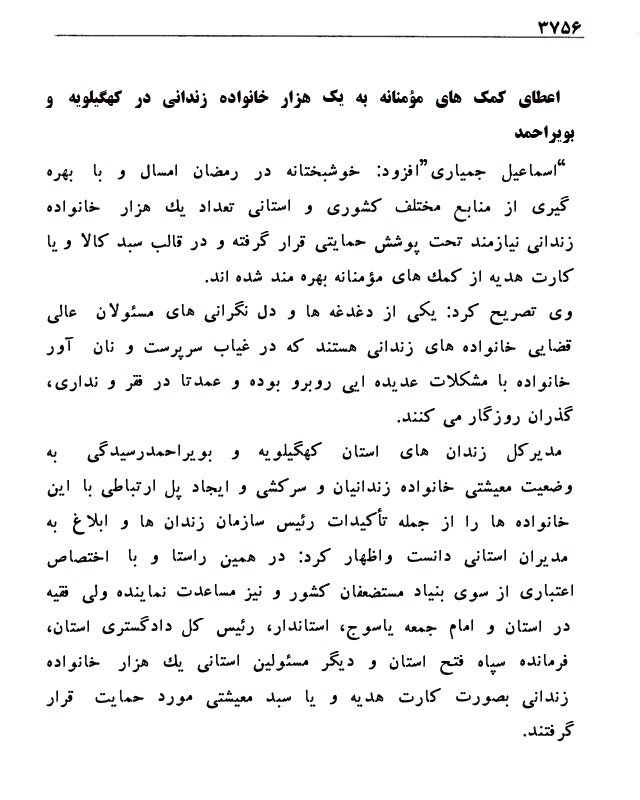 ۳۷۵۶
اعطای کمک های مؤمنانه به یک هزار خانواده زندانی در کهگیلویه و
بویراحمد
“اسماعیل جمیاری”افزود: خوشبختانه در رمضان امسال و با بهره
گیری از منابع مختلف کشوری و استانی تعداد یك هزار خانواده
زندانی نیازمند تحت پوشش حمایتی قرار گرفته و در قالب سبد کالا و یا
کارت هدیه از کمك های مؤمنانه بهره مند شده اند.
وی تصریح کرد: یکی از دغدغه ها و دل نگرانی های مسئولان عالی
قضایی خانواده های زندانی هستند که در غیاب سرپرست و نان آور
خانواده با مشکلات عدیده ایی روبرو بوده و عمدتا در فقر و نداری،
گذران روزگار می کنند.
مدیرکل زندان های استان کهگیلویه و بویراحمدرسیدگی به
وضعیت معیشتی خانواده زندانیان و سرکشی و ایجاد پل ارتباطی با این
خانواده ها را از جمله تأکیدات رئیس سازمان زندان ها و ابلاغ به
مدیران استانی دانست واظهار کرد: در همین راستا و با اختصاص
اعتباری از سوی بنیاد مستضعفان کشور و نیز مساعدت نماینده ولی فقیه
در استان و امام جمعه یاسوج، استاندار، رئیس کل دادگستری استان،
فرمانده سپاه فتح استان و دیگر مسئولین استانی یك هزار خانواده
زندانی بصورت کارت هدیه و یا سبد معیشتی مورد حمایت قرار
گرفتند.